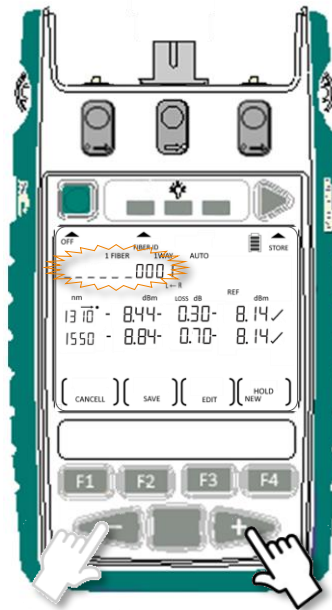 OFF FIBER/ID STORE
1 FIBER 1WAY AUTO
_ _ _ _ _ _ 000 1
L←R
nm dBm LOSS dB REF dBm
1310 - 8.44- 0.30- 8.14✓
1550 - 8.84- 0.70- 8.14✓
CANCELL SAVE EDIT HOLD
NEW
F1 F2 F3 F4
- +